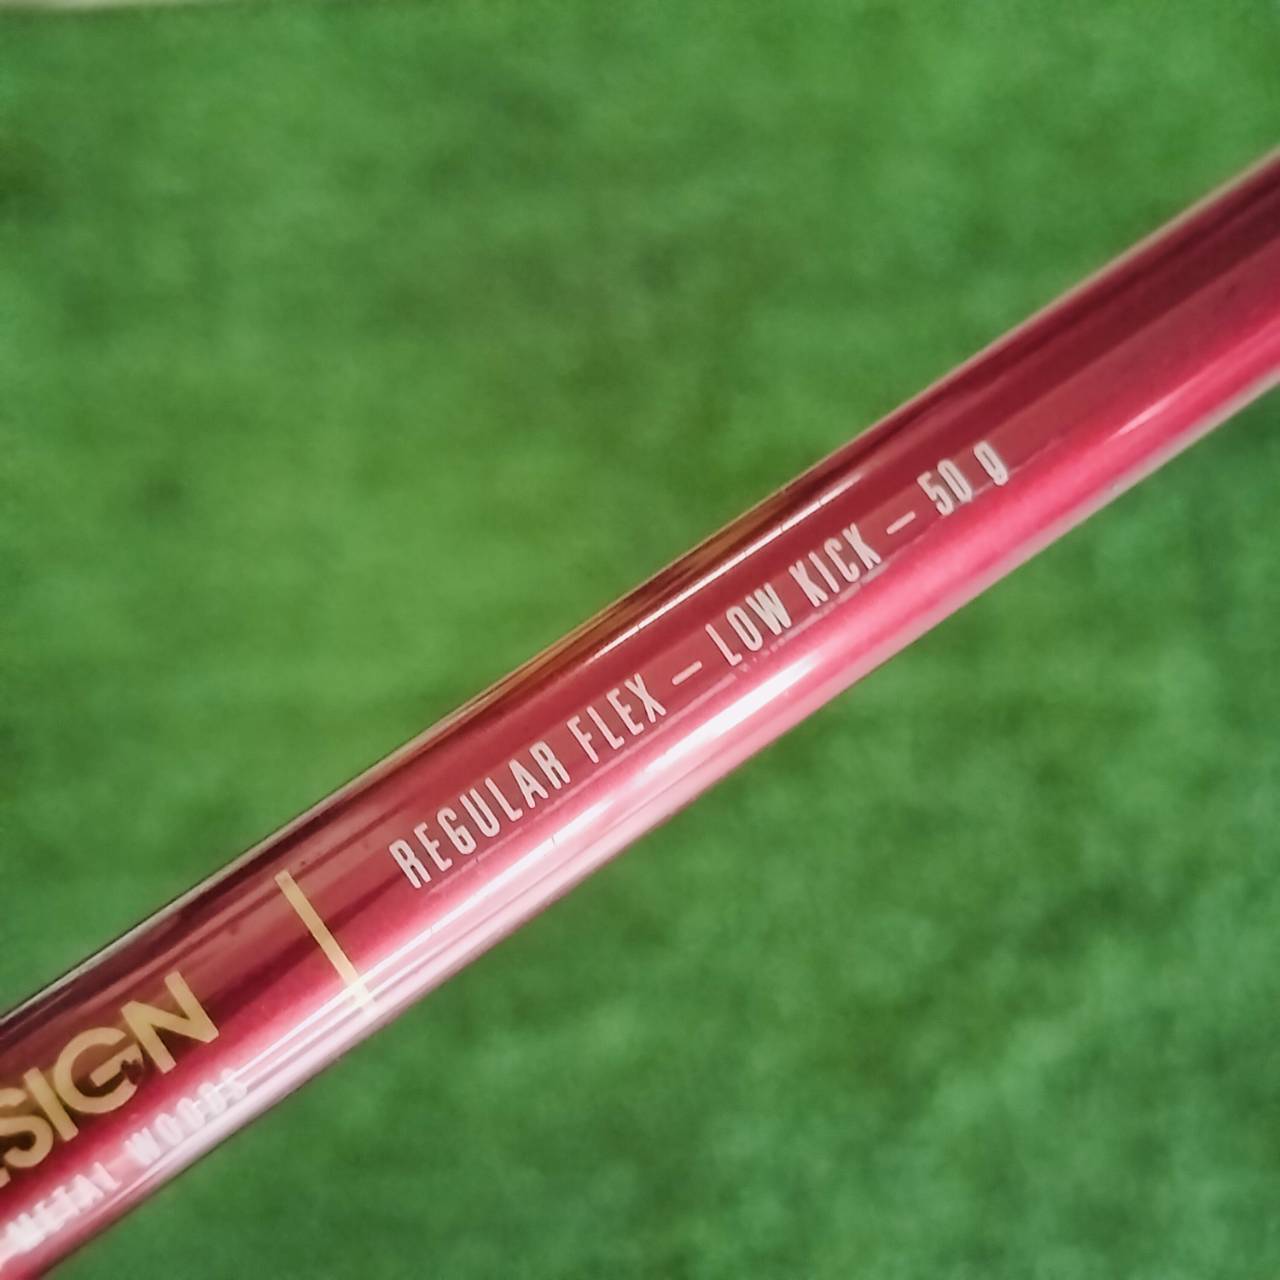 REGULAR FLEX – LOW KICK – 50 g
ESIGN
METAL WOODS